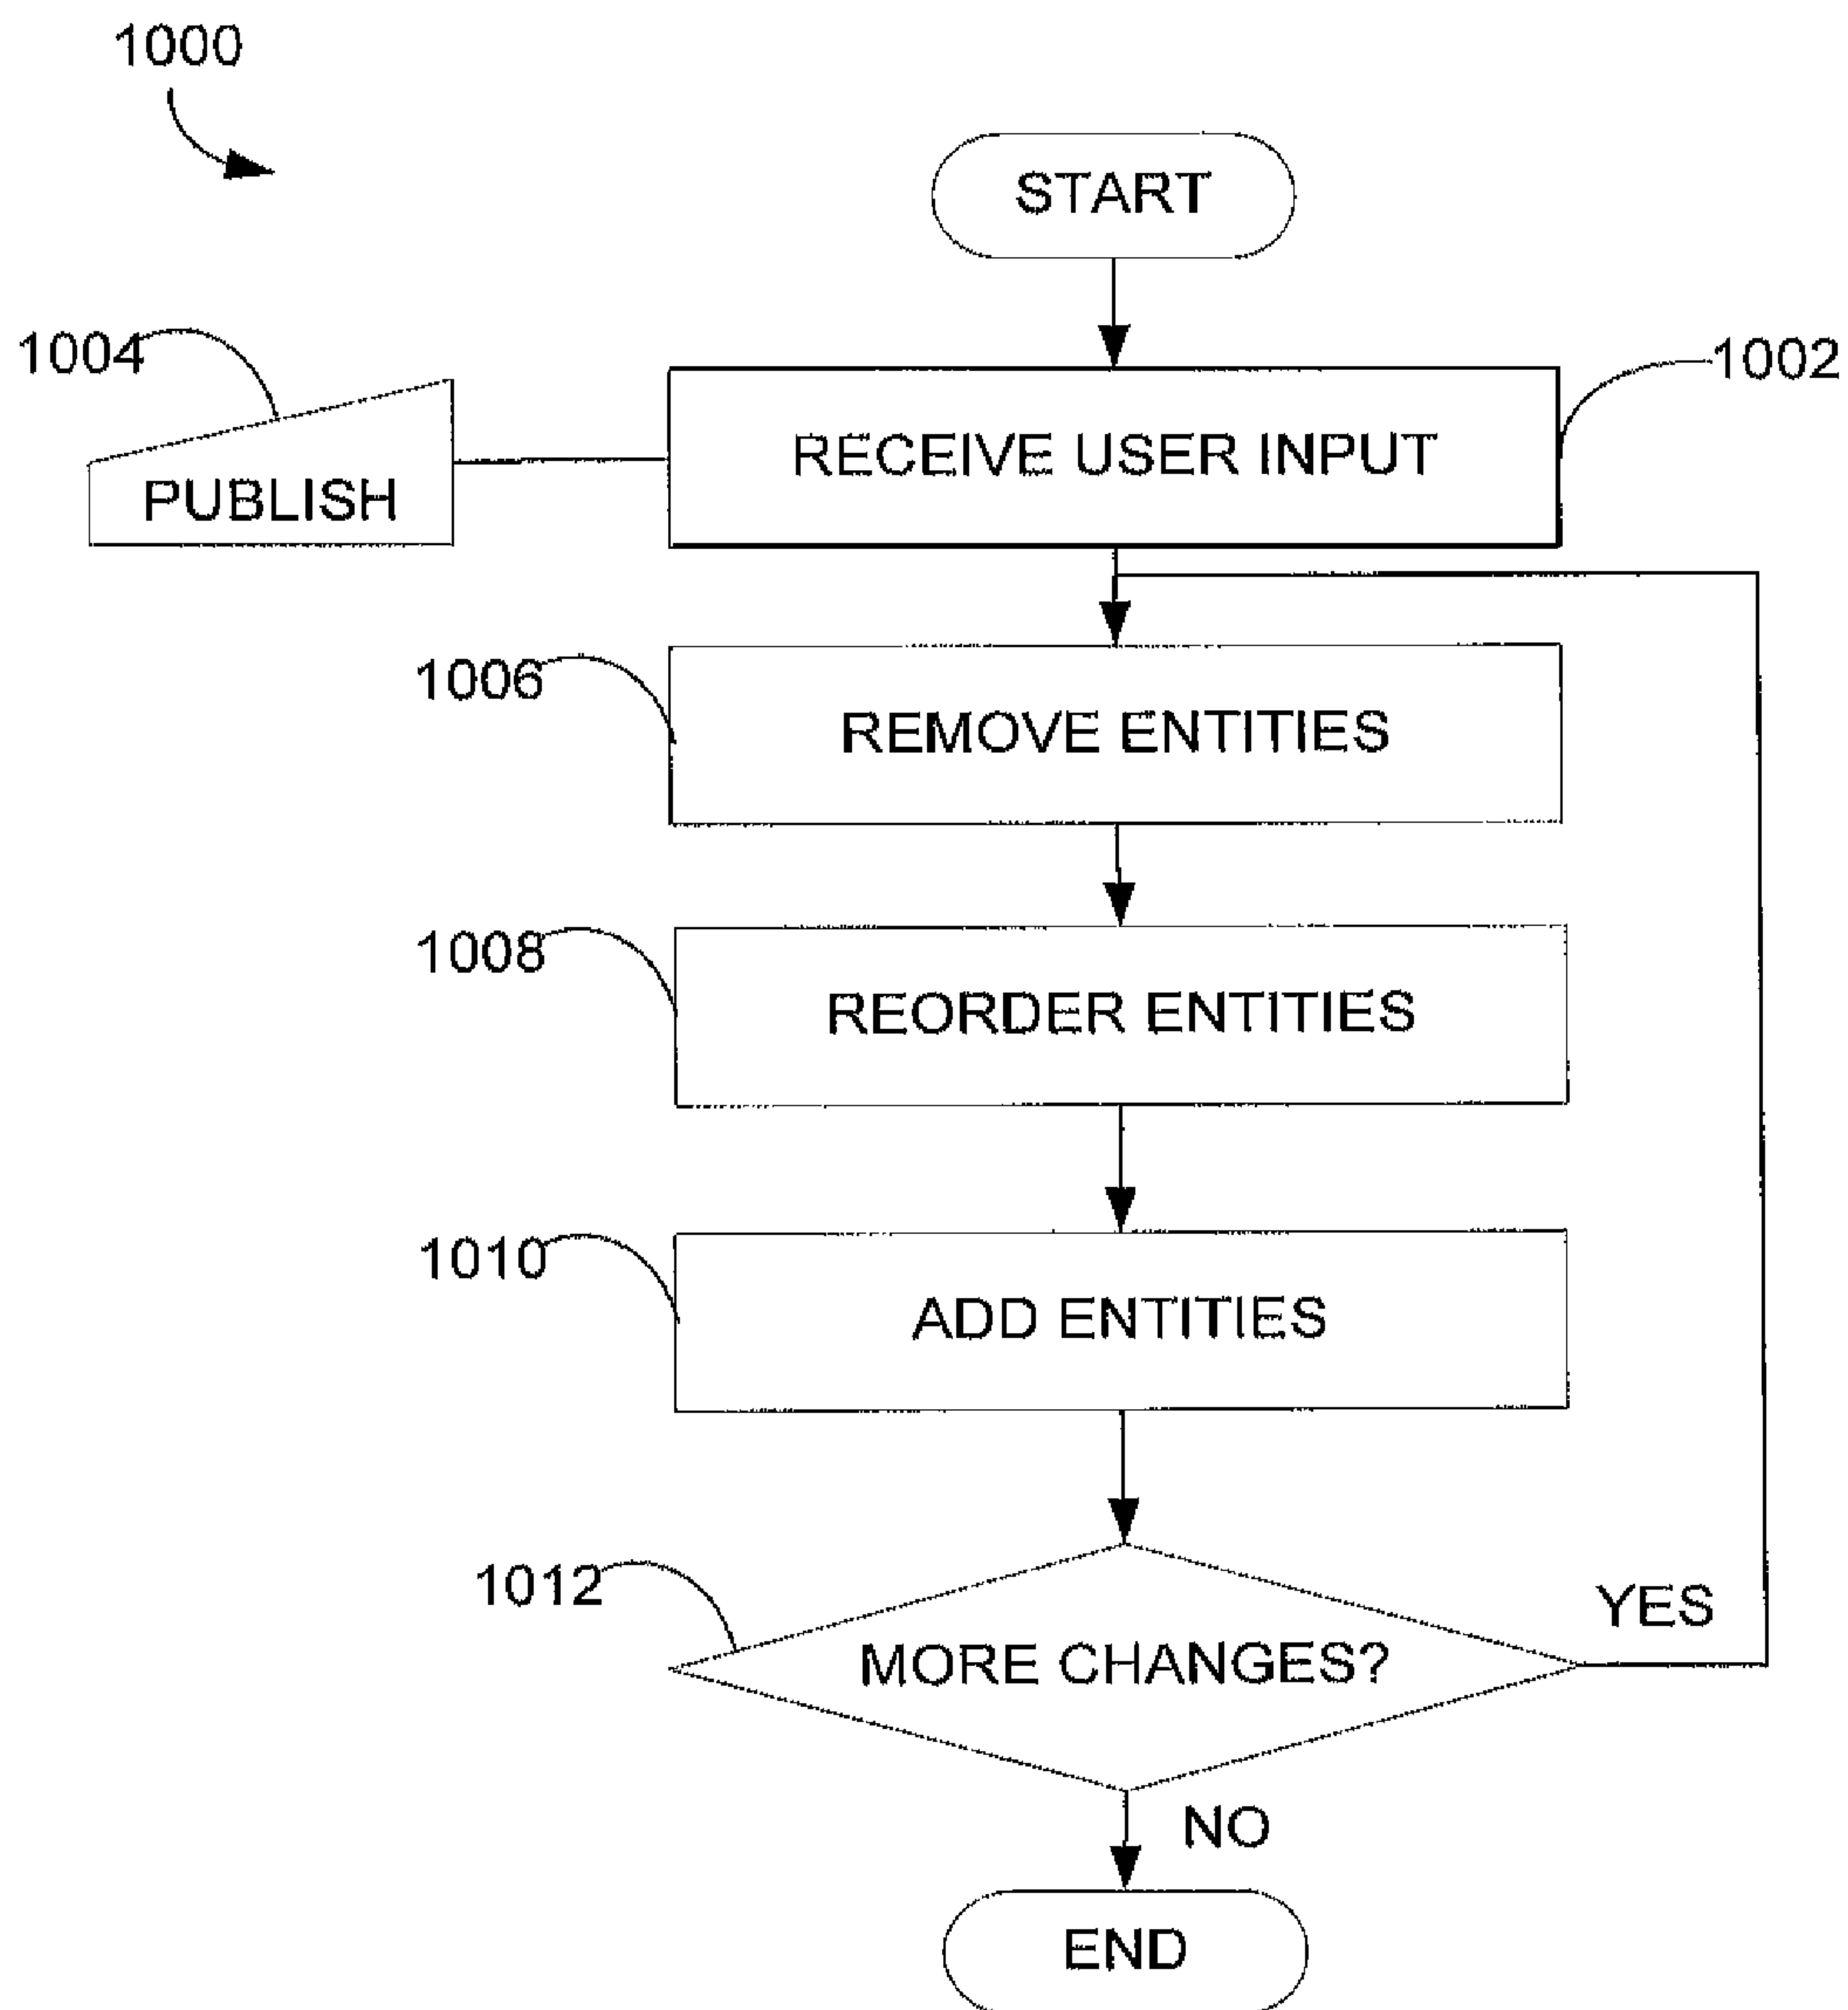 1000
START
1004
1002
RECEIVE USER INPUT
PUBLISH
1006
REMOVE ENTITIES
1008
REORDER ENTITIES
1010
ADD ENTITIES
1012
YES
MORE CHANGES?
NO
END